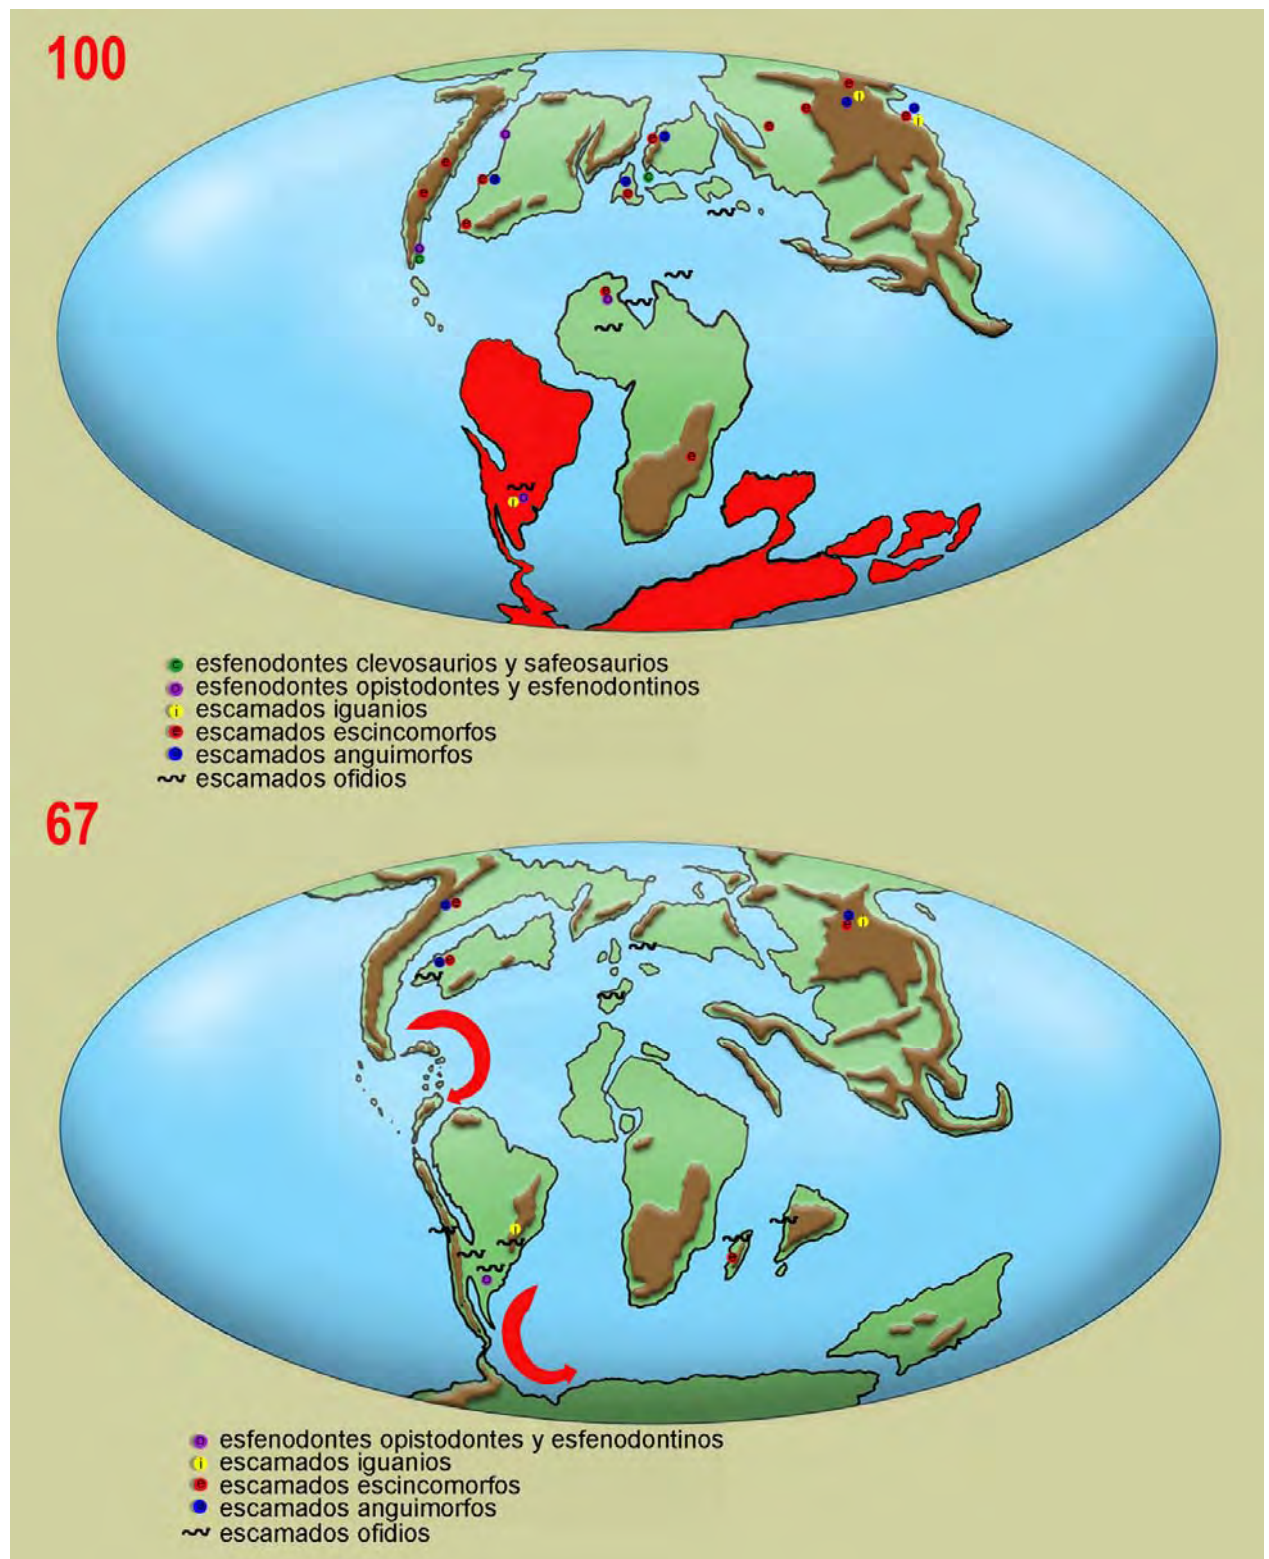 100
esfenodontes clevosaurios y safeosaurios
esfenodontes opistodontes y esfenodontinos
escamados iguanios
escamados escincomorfos
escamados anguimorfos
escamados ofidios
67
esfenodontes opistodontes y esfenodontinos
escamados iguanios
escamados escincomorfos
escamados anguimorfos
escamados ofidios